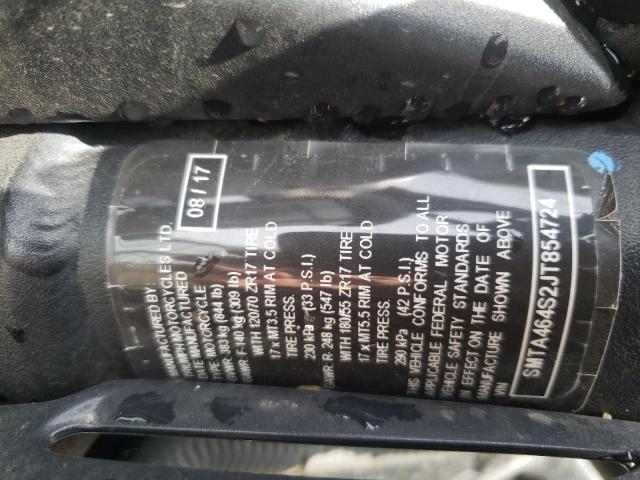 FACTURED BY:
TRIUMPH MOTORCYCLES LTD.
MANUFACTURED 08 / 17
TYPE: MOTORCYCLE
GVWR: 383 kg (844 lb)
GAWR: F- 140 kg (309 lb)
WITH 120/70 ZR17 TIRE
17 x MT3.5 RIM AT COLD
TIRE PRESS.
230 kPa (33 P.S.I.)
GAWR: R- 248 kg (547 lb)
WITH 180/55 ZR17 TIRE
17 x MT5.5 RIM AT COLD
TIRE PRESS.
290 kPa (42 P.S.I.)
THIS VEHICLE CONFORMS TO ALL
APPLICABLE FEDERAL MOTOR
VEHICLE SAFETY STANDARDS
IN EFFECT ON THE DATE OF
MANUFACTURE SHOWN ABOVE
VIN
SMTA464S2JT854724